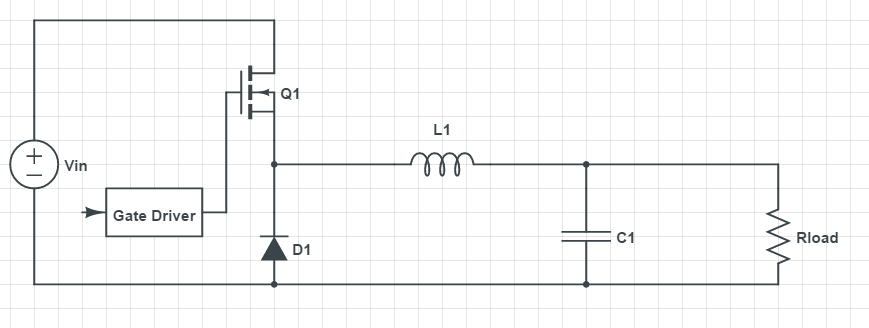 Q1
L1
Vin
Gate Driver
D1
C1
Rload